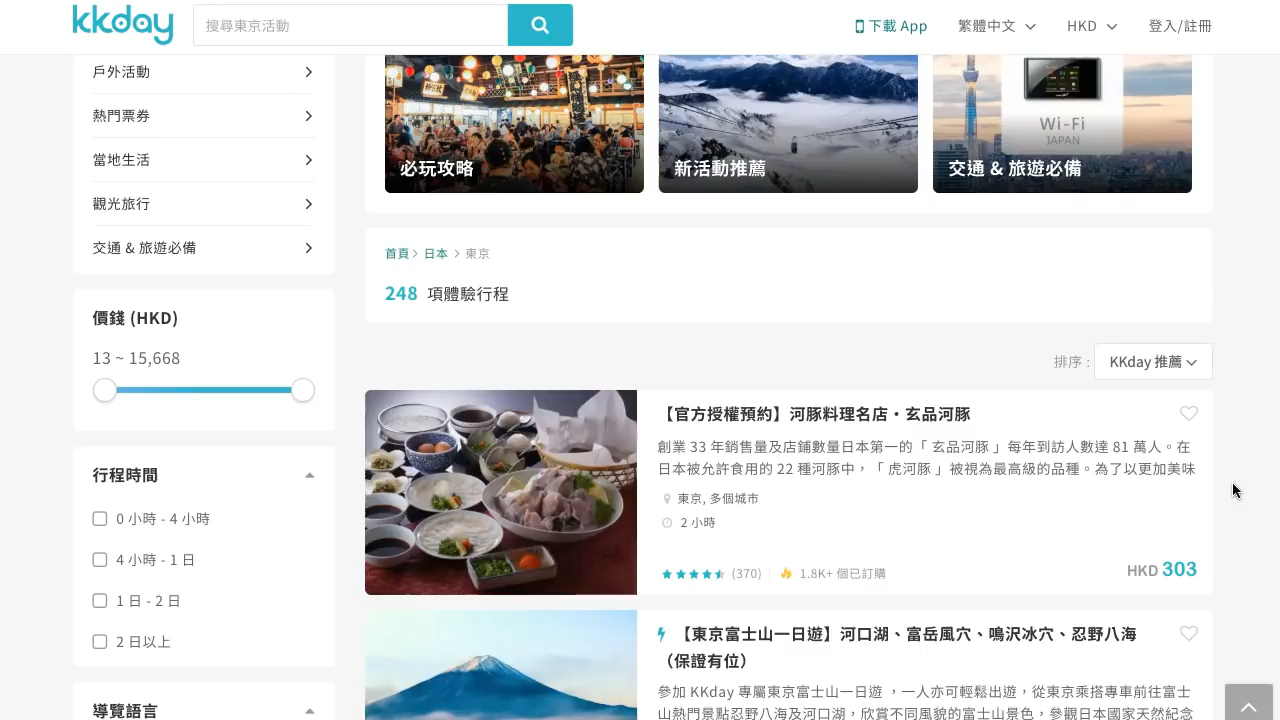 kkday
搜尋東京活動
下載 App
繁體中文
HKD
登入/註冊
戶外活動
熱門票券
當地生活
觀光旅行
交通 & 旅遊必備
價錢 (HKD)
13 ~ 15,668
行程時間
0 小時 - 4 小時
4 小時 - 1 日
1 日 - 2 日
2 日以上
導覽語言
必玩攻略
新活動推薦
Wi-Fi
JAPAN
交通 & 旅遊必備
首頁 > 日本 > 東京
248 項體驗行程
排序 : KKday 推薦
【官方授權預約】河豚料理名店・玄品河豚
創業 33 年銷售量及店鋪數量日本第一的「 玄品河豚 」每年到訪人數達 81 萬人。在
日本被允許食用的 22 種河豚中，「 虎河豚 」被視為最高級的品種。為了以更加美味
東京, 多個城市
2 小時
(370)
1.8K+ 個已訂購
HKD 303
【東京富士山一日遊】河口湖、富岳風穴、鳴沢冰穴、忍野八海
（保證有位）
參加 KKday 專屬東京富士山一日遊 ，一人亦可輕鬆出遊，從東京乘搭專車前往富士
山熱門景點忍野八海及河口湖，欣賞不同風貌的富士山景色，參觀日本國家天然紀念